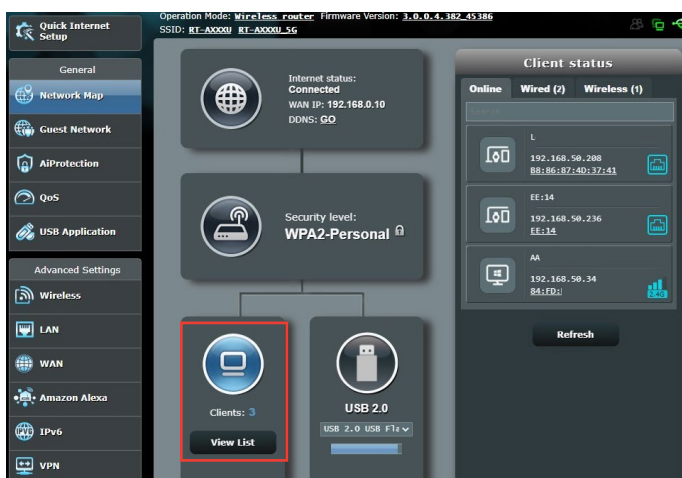 Quick Internet
Setup
Operation Mode: Wireless router Firmware Version: 3.0.0.4.382_45386
SSID: RT-AXXXU RT-AXXXU_5G
General
Network Map
Guest Network
AiProtection
QoS
USB Application
Advanced Settings
Wireless
LAN
WAN
Amazon Alexa
IPv6
VPN
Internet status:
Connected
WAN IP: 192.168.0.10
DDNS: GO
Security level:
WPA2-Personal
Clients: 3
View List
USB 2.0
USB 2.0 USB Fla
Client status
Online Wired (2) Wireless (1)
L
192.168.50.208
B8:86:87:4D:37:41
EE:14
192.168.50.236
EE:14
AA
192.168.50.34
84:FD:
2.4G
Refresh